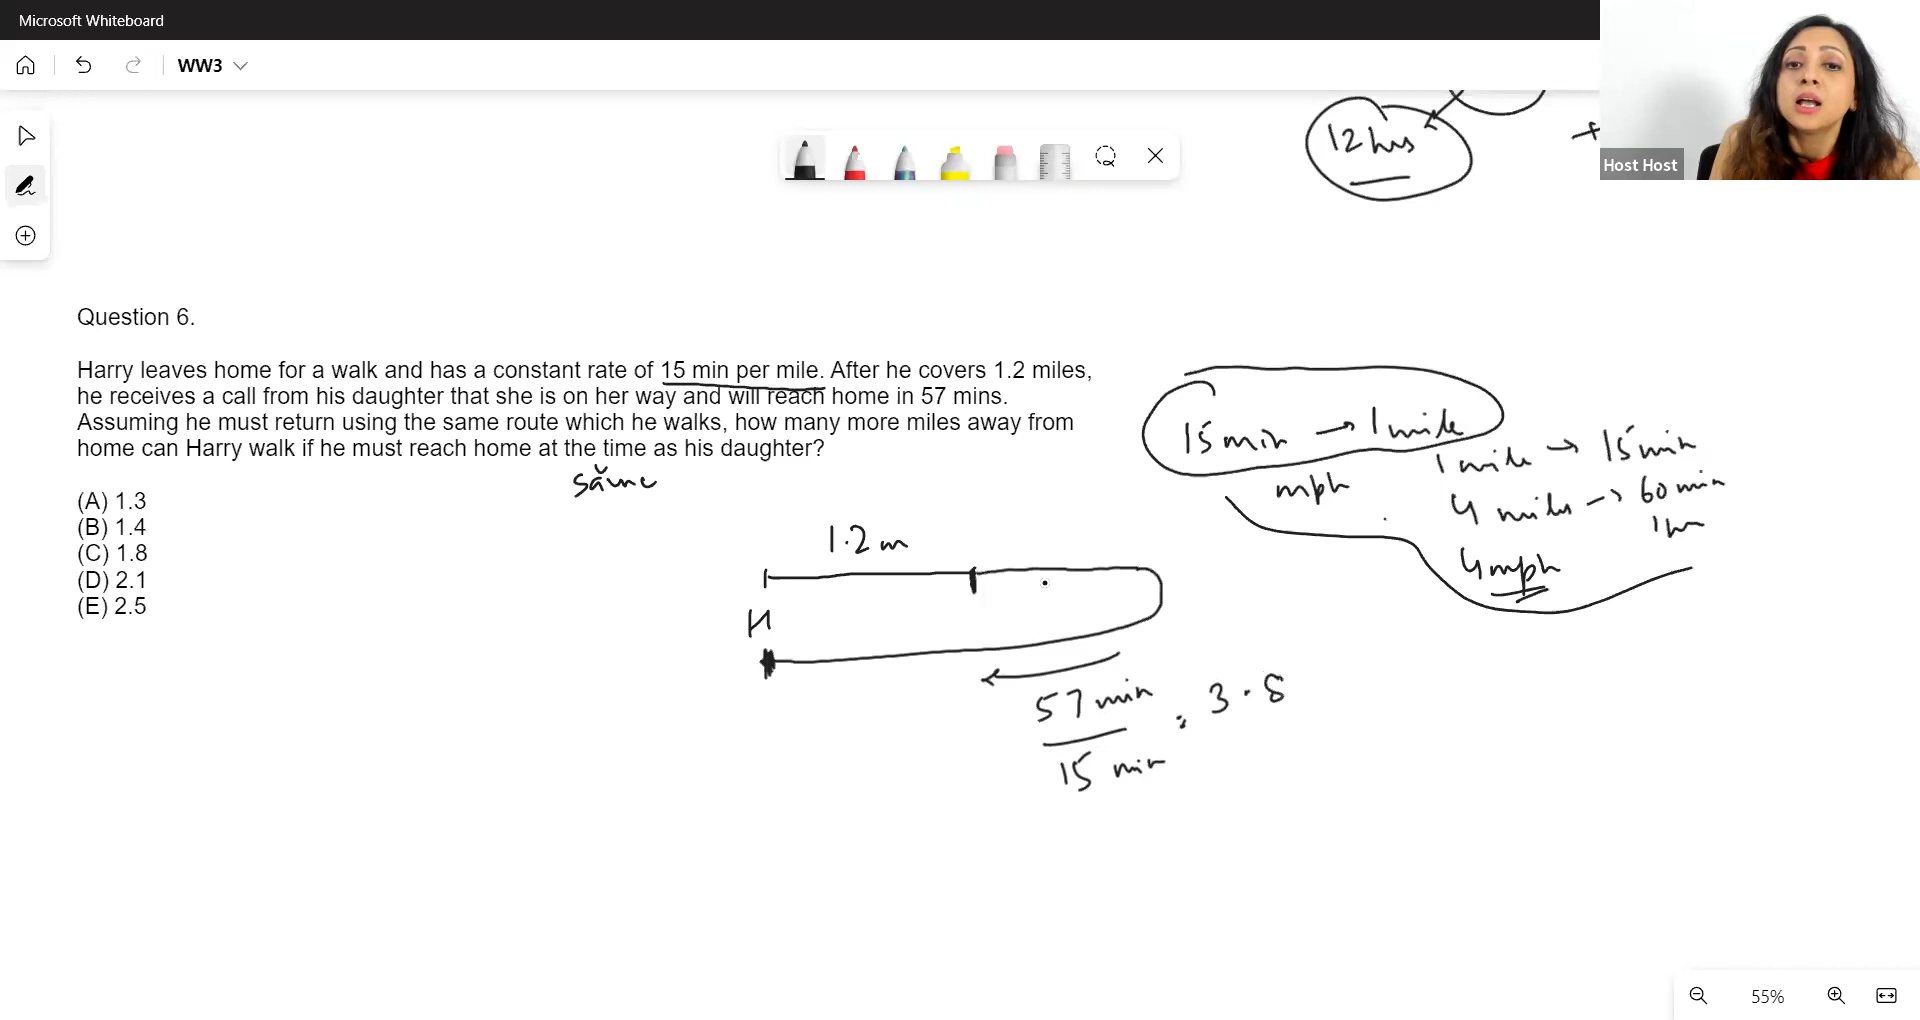 Microsoft Whiteboard
WW3
Host Host
12 hrs
Question 6.
Harry leaves home for a walk and has a constant rate of 15 min per mile. After he covers 1.2 miles,
he receives a call from his daughter that she is on her way and will reach home in 57 mins.
Assuming he must return using the same route which he walks, how many more miles away from
home can Harry walk if he must reach home at the time as his daughter?
same
(A) 1.3
(B) 1.4
(C) 1.8
(D) 2.1
(E) 2.5
15 min → 1 mile
mph
1 mile → 15 min
4 miles → 60 min
1 hr
4 mph
1.2 m
H
57 min
15 min
= 3.8
55%